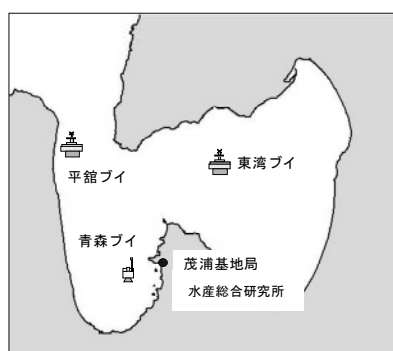 平舘ブイ
東湾ブイ
青森ブイ
茂浦基地局
水産総合研究所